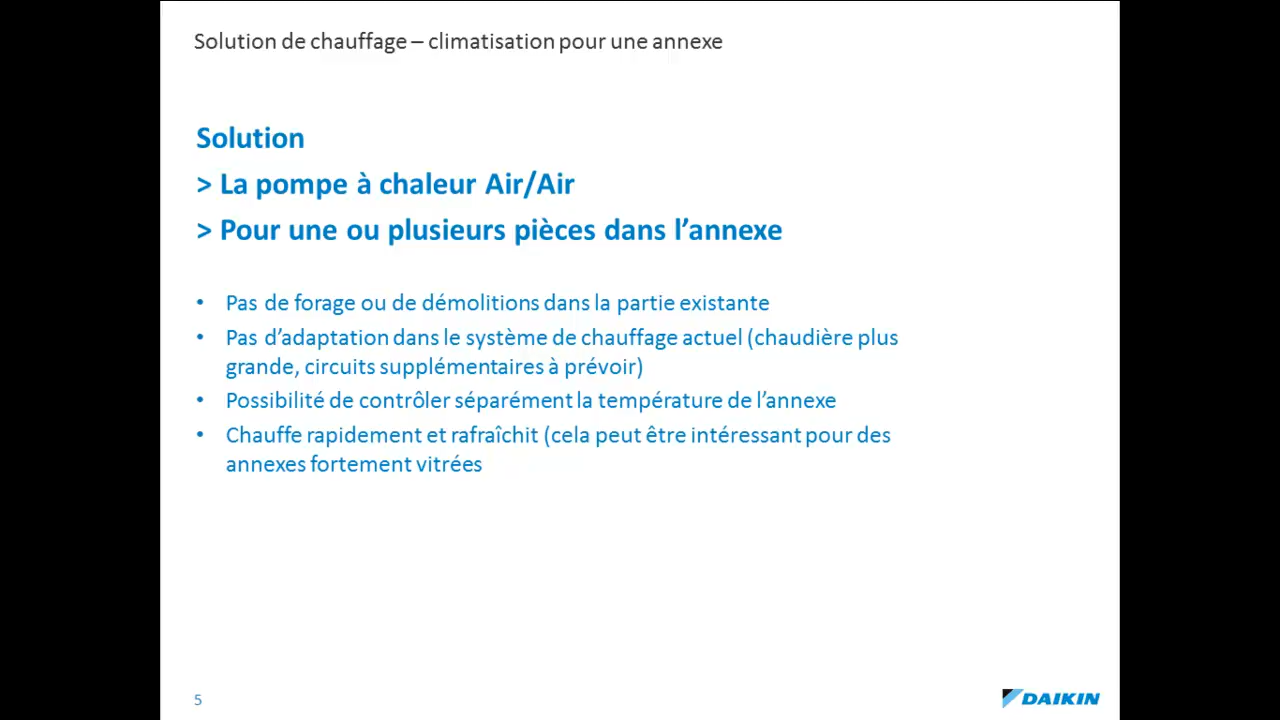 Solution de chauffage – climatisation pour une annexe
Solution
> La pompe à chaleur Air/Air
> Pour une ou plusieurs pièces dans l’annexe
• Pas de forage ou de démolitions dans la partie existante
• Pas d’adaptation dans le système de chauffage actuel (chaudière plus
grande, circuits supplémentaires à prévoir)
• Possibilité de contrôler séparément la température de l’annexe
• Chauffe rapidement et rafraîchit (cela peut être intéressant pour des
annexes fortement vitrées
5
DAIKIN